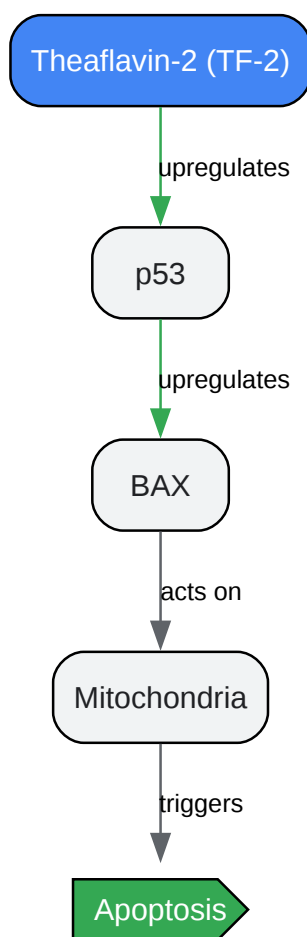 Theaflavin-2 (TF-2)
upregulates
p53
upregulates
BAX
acts on
Mitochondria
triggers
Apoptosis